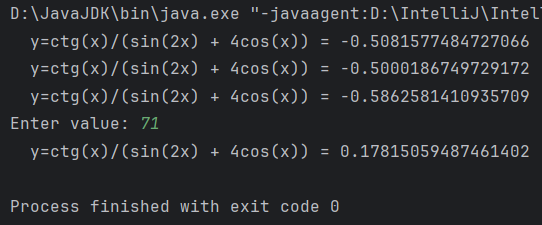 D:\JavaJDK\bin\java.exe "-javaagent:D:\IntelliJ\Intel
y=ctg(x)/(sin(2x) + 4cos(x)) = -0.5081577484727066
y=ctg(x)/(sin(2x) + 4cos(x)) = -0.5000186749729172
y=ctg(x)/(sin(2x) + 4cos(x)) = -0.5862581410935709
Enter value: 71
y=ctg(x)/(sin(2x) + 4cos(x)) = 0.17815059487461402
Process finished with exit code 0